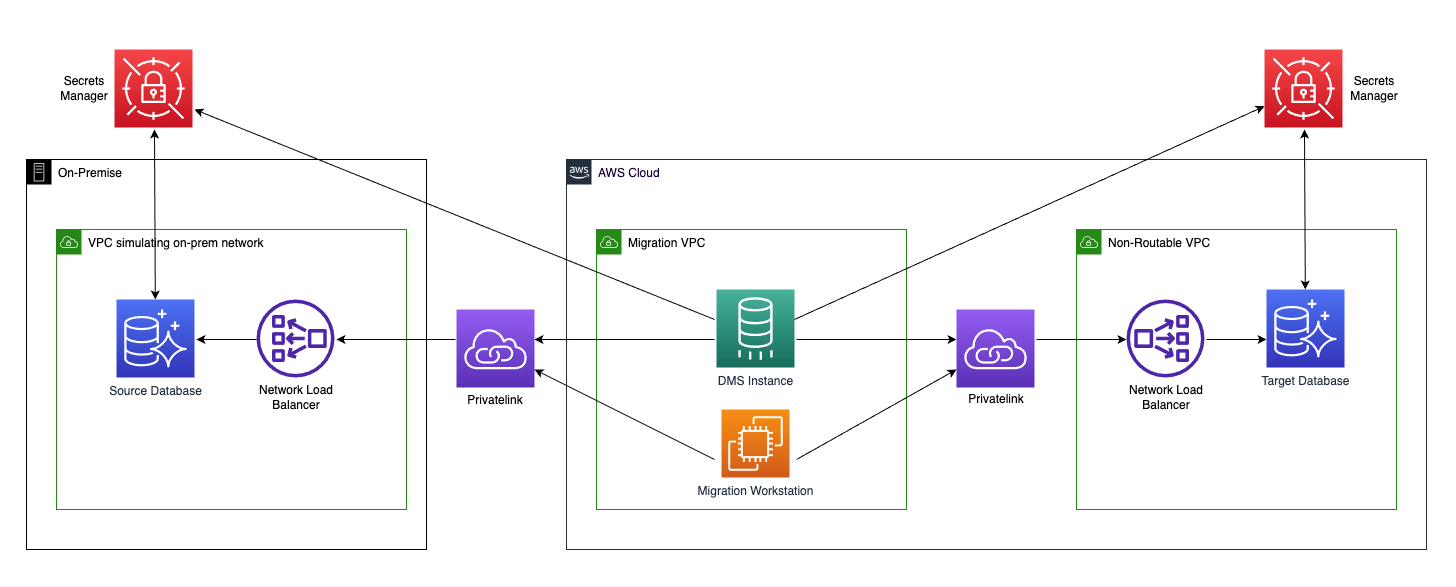 Secrets
Manager
Secrets
Manager
On-Premise
aws
AWS Cloud
VPC simulating on-prem network
Migration VPC
Non-Routable VPC
Source Database
Network Load
Balancer
Privatelink
DMS Instance
Privatelink
Network Load
Balancer
Target Database
Migration Workstation